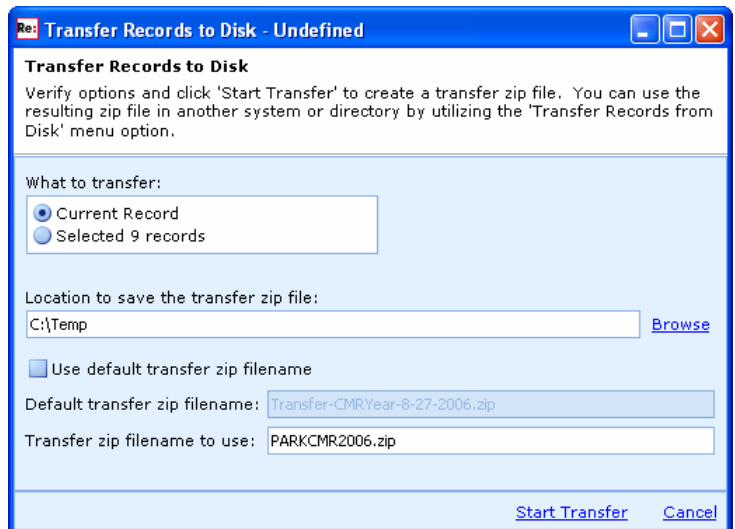 Re: Transfer Records to Disk - Undefined
Transfer Records to Disk
Verify options and click 'Start Transfer' to create a transfer zip file.  You can use the
resulting zip file in another system or directory by utilizing the 'Transfer Records from
Disk' menu option.
What to transfer:
Current Record
Selected 9 records
Location to save the transfer zip file:
C:\Temp Browse
Use default transfer zip filename
Default transfer zip filename: Transfer-CMRYear-8-27-2006.zip
Transfer zip filename to use: PARKCMR2006.zip
Start Transfer Cancel